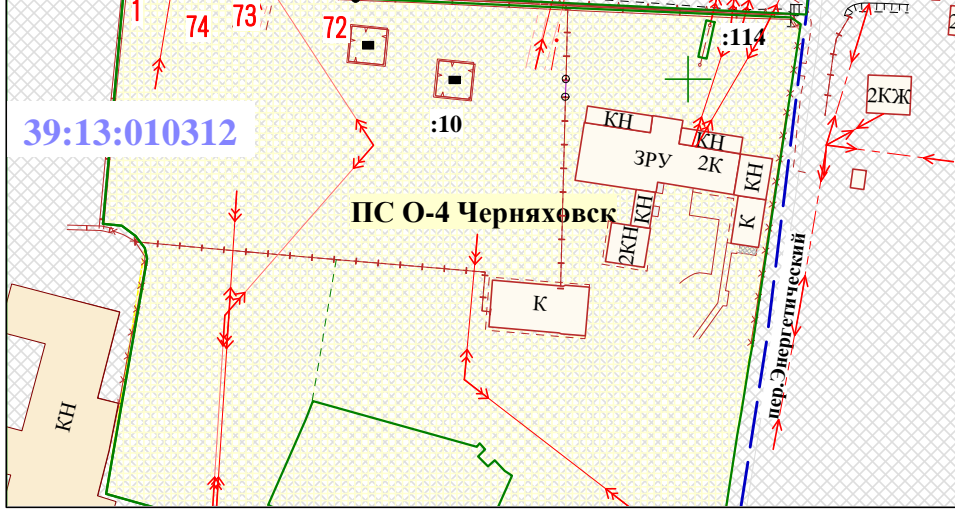 1
74
73
72
:114
2КЖ
39:13:010312
:10
КН
ЗРУ
КН
2К
КН
ПС О-4 Черняховск
КН
К
2КН
К
пер.Энергетический
КН